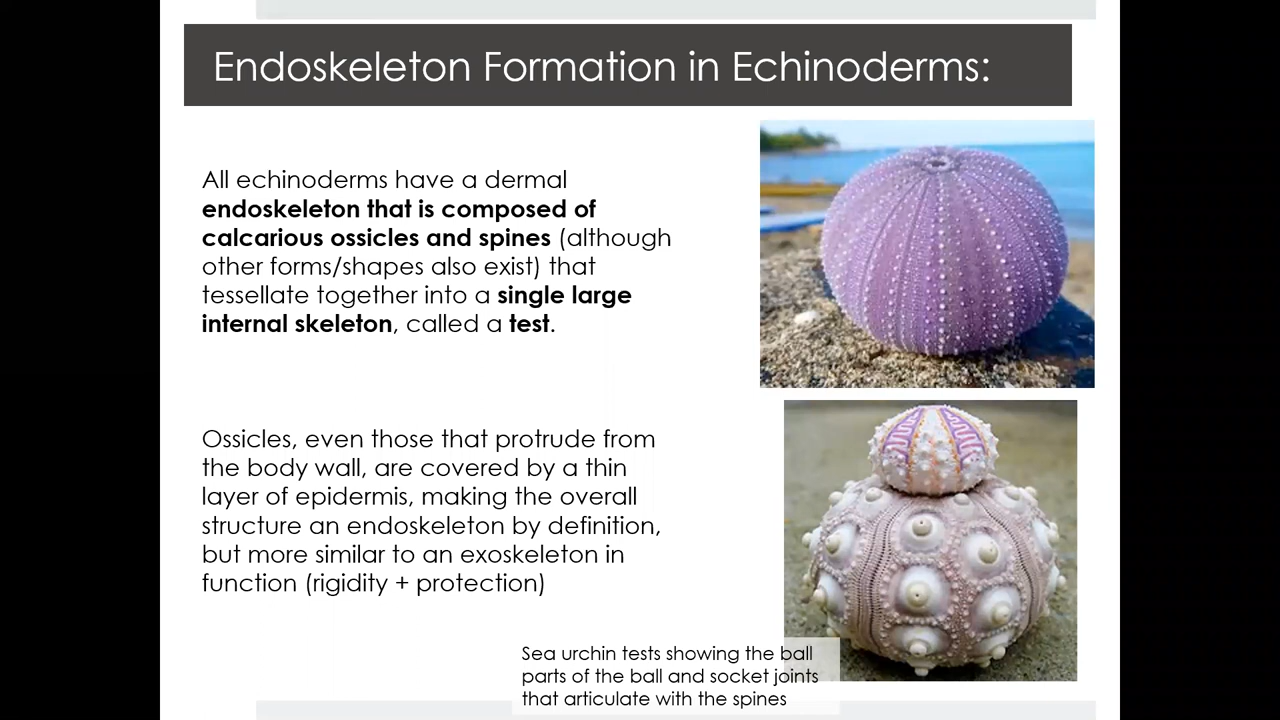 Endoskeleton Formation in Echinoderms:
All echinoderms have a dermal
endoskeleton that is composed of
calcarious ossicles and spines (although
other forms/shapes also exist) that
tessellate together into a single large
internal skeleton, called a test.
Ossicles, even those that protrude from
the body wall, are covered by a thin
layer of epidermis, making the overall
structure an endoskeleton by definition,
but more similar to an exoskeleton in
function (rigidity + protection)
Sea urchin tests showing the ball
parts of the ball and socket joints
that articulate with the spines